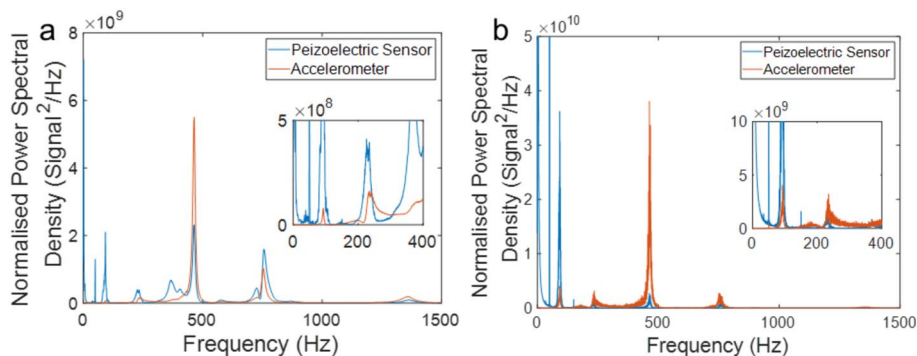 a
×10^9
8
6
4
2
0
0
500
1000
1500
Normalised Power Spectral
Density (Signal^2/Hz)
Frequency (Hz)
Peizoelectric Sensor
Accelerometer
×10^8
5
0
0
200
400
b
×10^10
5
4
3
2
1
0
0
500
1000
1500
Normalised Power Spectral
Density (Signal^2/Hz)
Frequency (Hz)
Peizoelectric Sensor
Accelerometer
×10^9
10
5
0
0
200
400